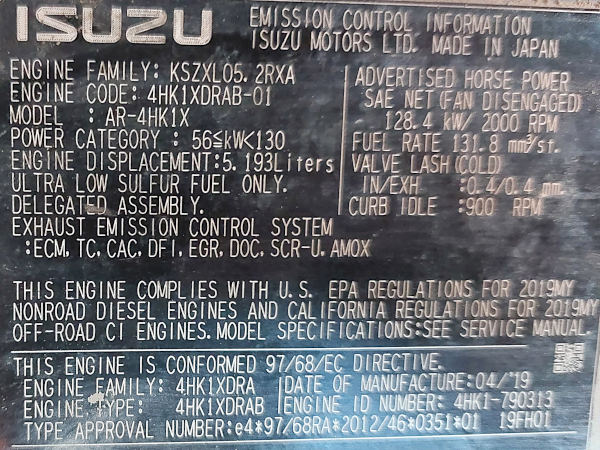 ISUZU
EMISSION CONTROL INFORMATION
ISUZU MOTORS LTD. MADE IN JAPAN
ENGINE FAMILY: KSZXL05.2RXA
ENGINE CODE: 4HK1XDRAB-01
MODEL : AR-4HK1X
POWER CATEGORY : 56≦kW<130
ENGINE DISPLACEMENT:5.193Liters
ULTRA LOW SULFUR FUEL ONLY.
DELEGATED ASSEMBLY.
EXHAUST EMISSION CONTROL SYSTEM
:ECM, TC, CAC, DFI, EGR, DOC, SCR-U, AMOX
ADVERTISED HORSE POWER
SAE NET(FAN DISENGAGED)
128.4 kW/ 2000 RPM
FUEL RATE 131.8 mm³/st.
VALVE LASH(COLD)
IN/EXH :0.4/0.4 mm.
CURB IDLE :900 RPM
THIS ENGINE COMPLIES WITH U.S. EPA REGULATIONS FOR 2019MY
NONROAD DIESEL ENGINES AND CALIFORNIA REGULATIONS FOR 2019MY
OFF-ROAD CI ENGINES. MODEL SPECIFICATIONS:SEE SERVICE MANUAL.
THIS ENGINE IS CONFORMED 97/68/EC DIRECTIVE.
ENGINE FAMILY: 4HK1XDRA DATE OF MANUFACTURE:04/'19
ENGINE TYPE: 4HK1XDRAB ENGINE ID NUMBER: 4HK1-790313
TYPE APPROVAL NUMBER:e4*97/68RA*2012/46*0351*01 19FH01